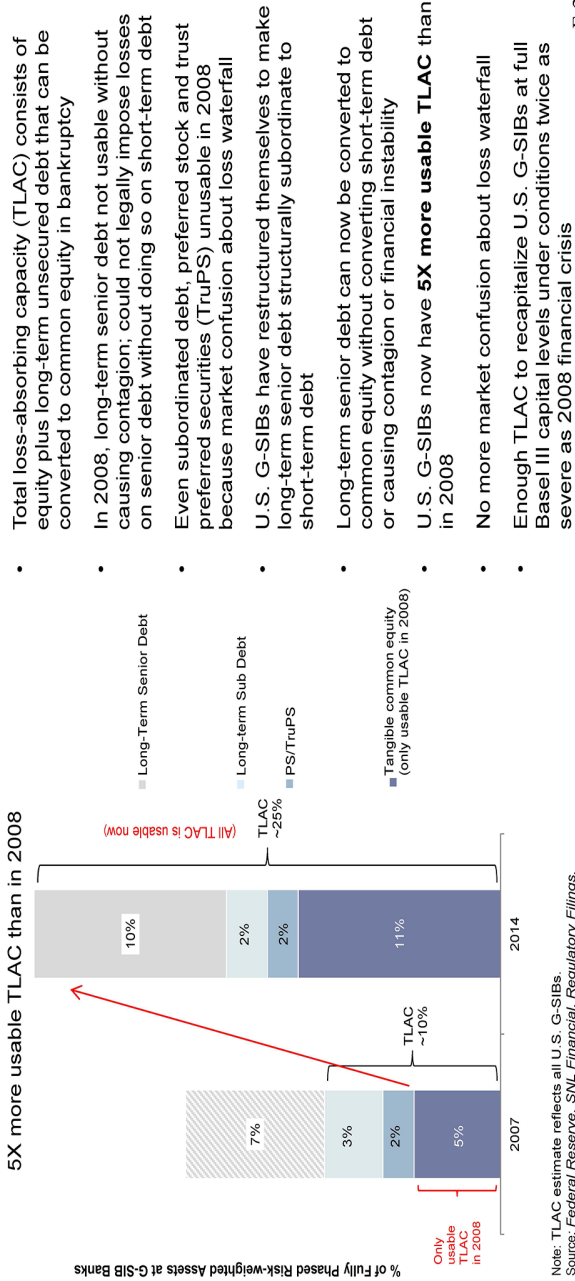 5X more usable TLAC than in 2008
% of Fully Phased Risk-weighted Assets at G-SIB Banks
7%
3%
2%
5%
TLAC
~10%
Only
usable
TLAC
in 2008
2007
10%
2%
2%
11%
TLAC
~25%
(All TLAC is usable now)
2014
Long-Term Senior Debt
Long-term Sub Debt
PS/TruPS
Tangible common equity
(only usable TLAC in 2008)
• Total loss-absorbing capacity (TLAC) consists of
equity plus long-term unsecured debt that can be
converted to common equity in bankruptcy
• In 2008, long-term senior debt not usable without
causing contagion; could not legally impose losses
on senior debt without doing so on short-term debt
• Even subordinated debt, preferred stock and trust
preferred securities (TruPS) unusable in 2008
because market confusion about loss waterfall
• U.S. G-SIBs have restructured themselves to make
long-term senior debt structurally subordinate to
short-term debt
• Long-term senior debt can now be converted to
common equity without converting short-term debt
or causing contagion or financial instability
• U.S. G-SIBs now have 5X more usable TLAC than
in 2008
• No more market confusion about loss waterfall
• Enough TLAC to recapitalize U.S. G-SIBs at full
Basel III capital levels under conditions twice as
severe as 2008 financial crisis
Note: TLAC estimate reflects all U.S. G-SIBs.
Source: Federal Reserve, SNL Financial, Regulatory Filings.